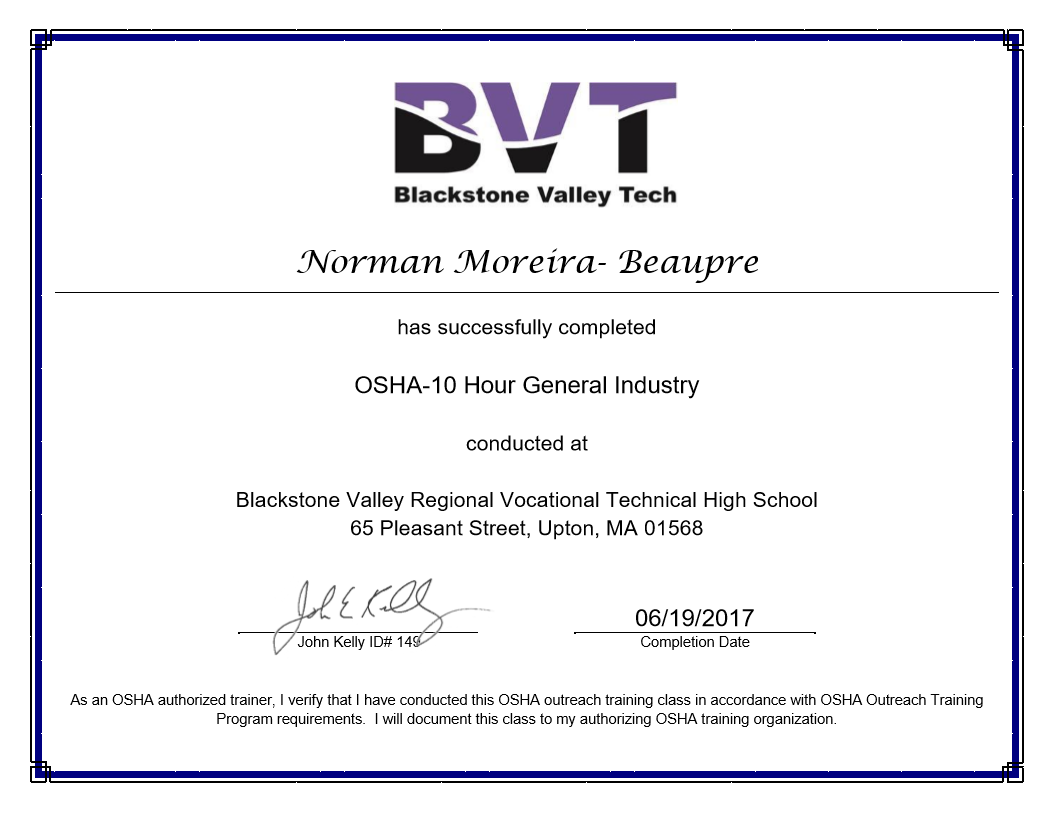 BVT
Blackstone Valley Tech
Norman Moreira- Beaupre
has successfully completed
OSHA-10 Hour General Industry
conducted at
Blackstone Valley Regional Vocational Technical High School
65 Pleasant Street, Upton, MA 01568
John E Kelly
06/19/2017
John Kelly ID# 149
Completion Date
As an OSHA authorized trainer, I verify that I have conducted this OSHA outreach training class in accordance with OSHA Outreach Training
Program requirements.  I will document this class to my authorizing OSHA training organization.